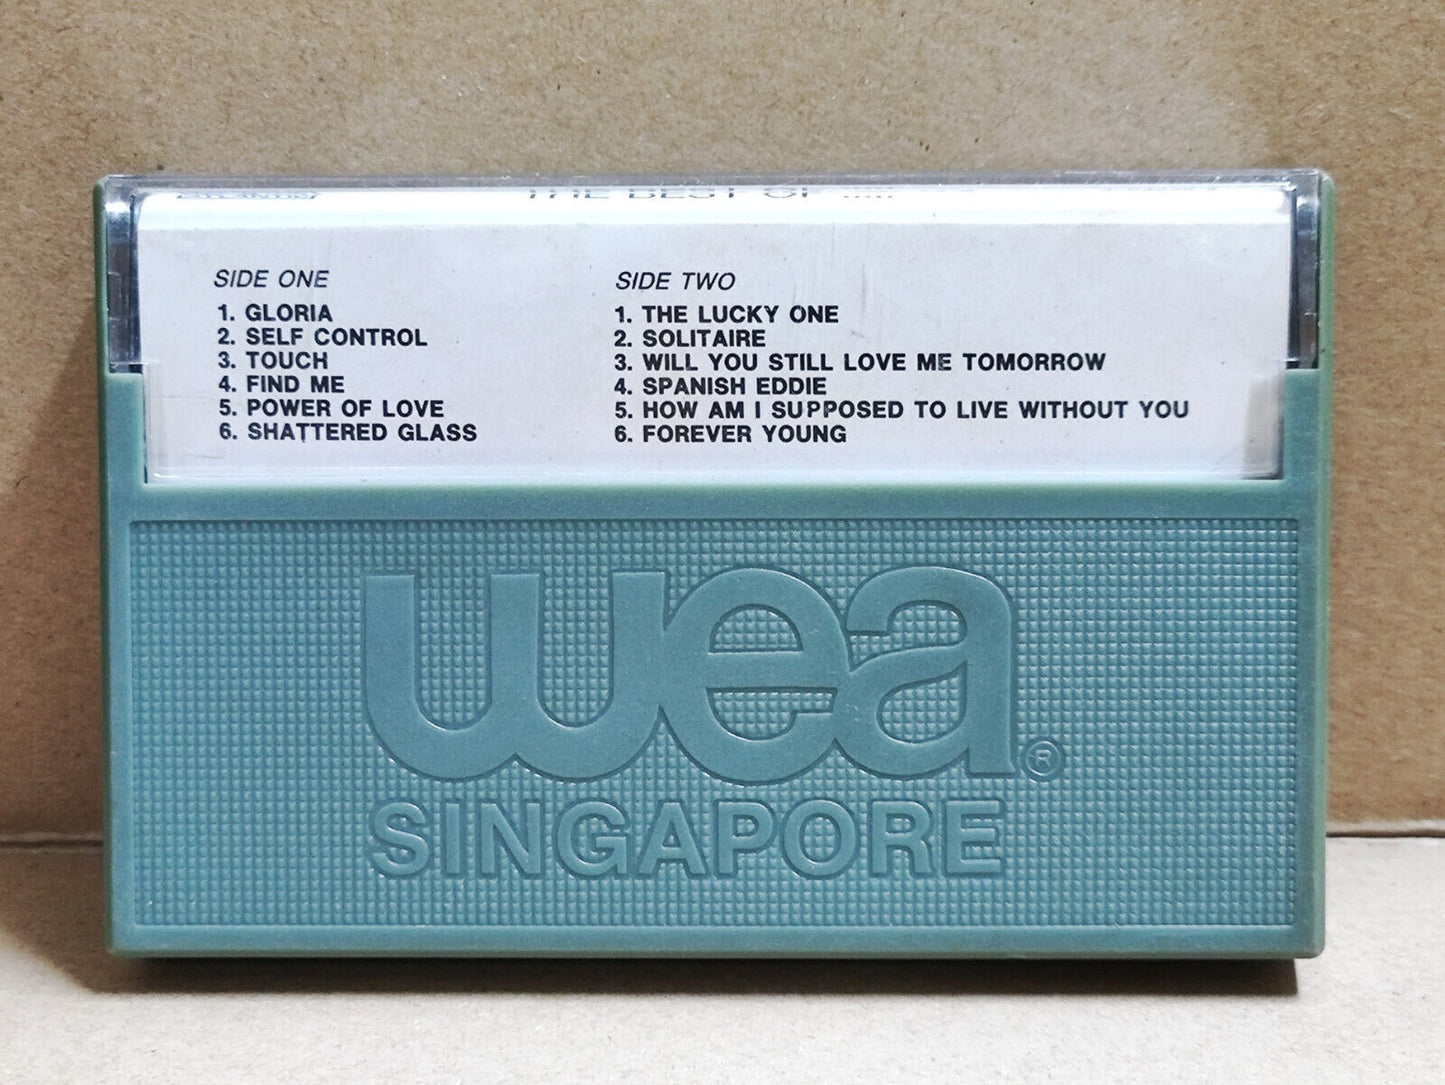 THE BEST OF .....
SIDE ONE
1. GLORIA
2. SELF CONTROL
3. TOUCH
4. FIND ME
5. POWER OF LOVE
6. SHATTERED GLASS
SIDE TWO
1. THE LUCKY ONE
2. SOLITAIRE
3. WILL YOU STILL LOVE ME TOMORROW
4. SPANISH EDDIE
5. HOW AM I SUPPOSED TO LIVE WITHOUT YOU
6. FOREVER YOUNG
wea®
SINGAPORE